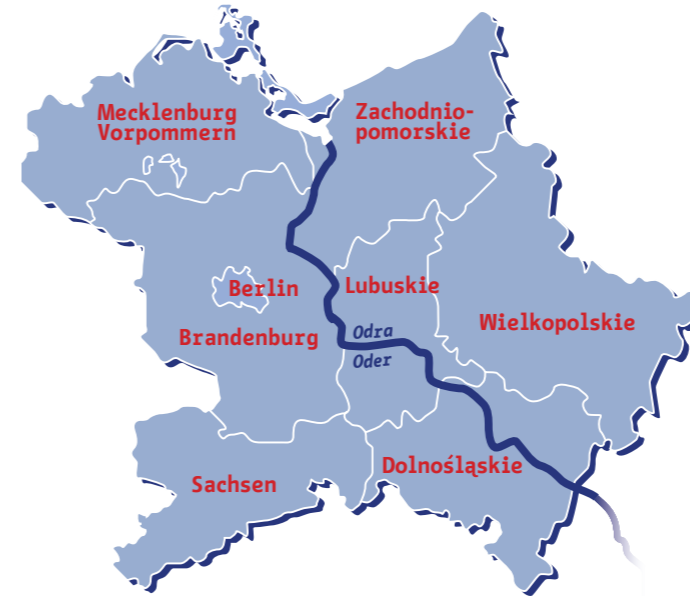 Mecklenburg
Vorpommern
Zachodnio-
pomorskie
Berlin
Lubuskie
Brandenburg
Wielkopolskie
Odra
Oder
Sachsen
Dolnośląskie